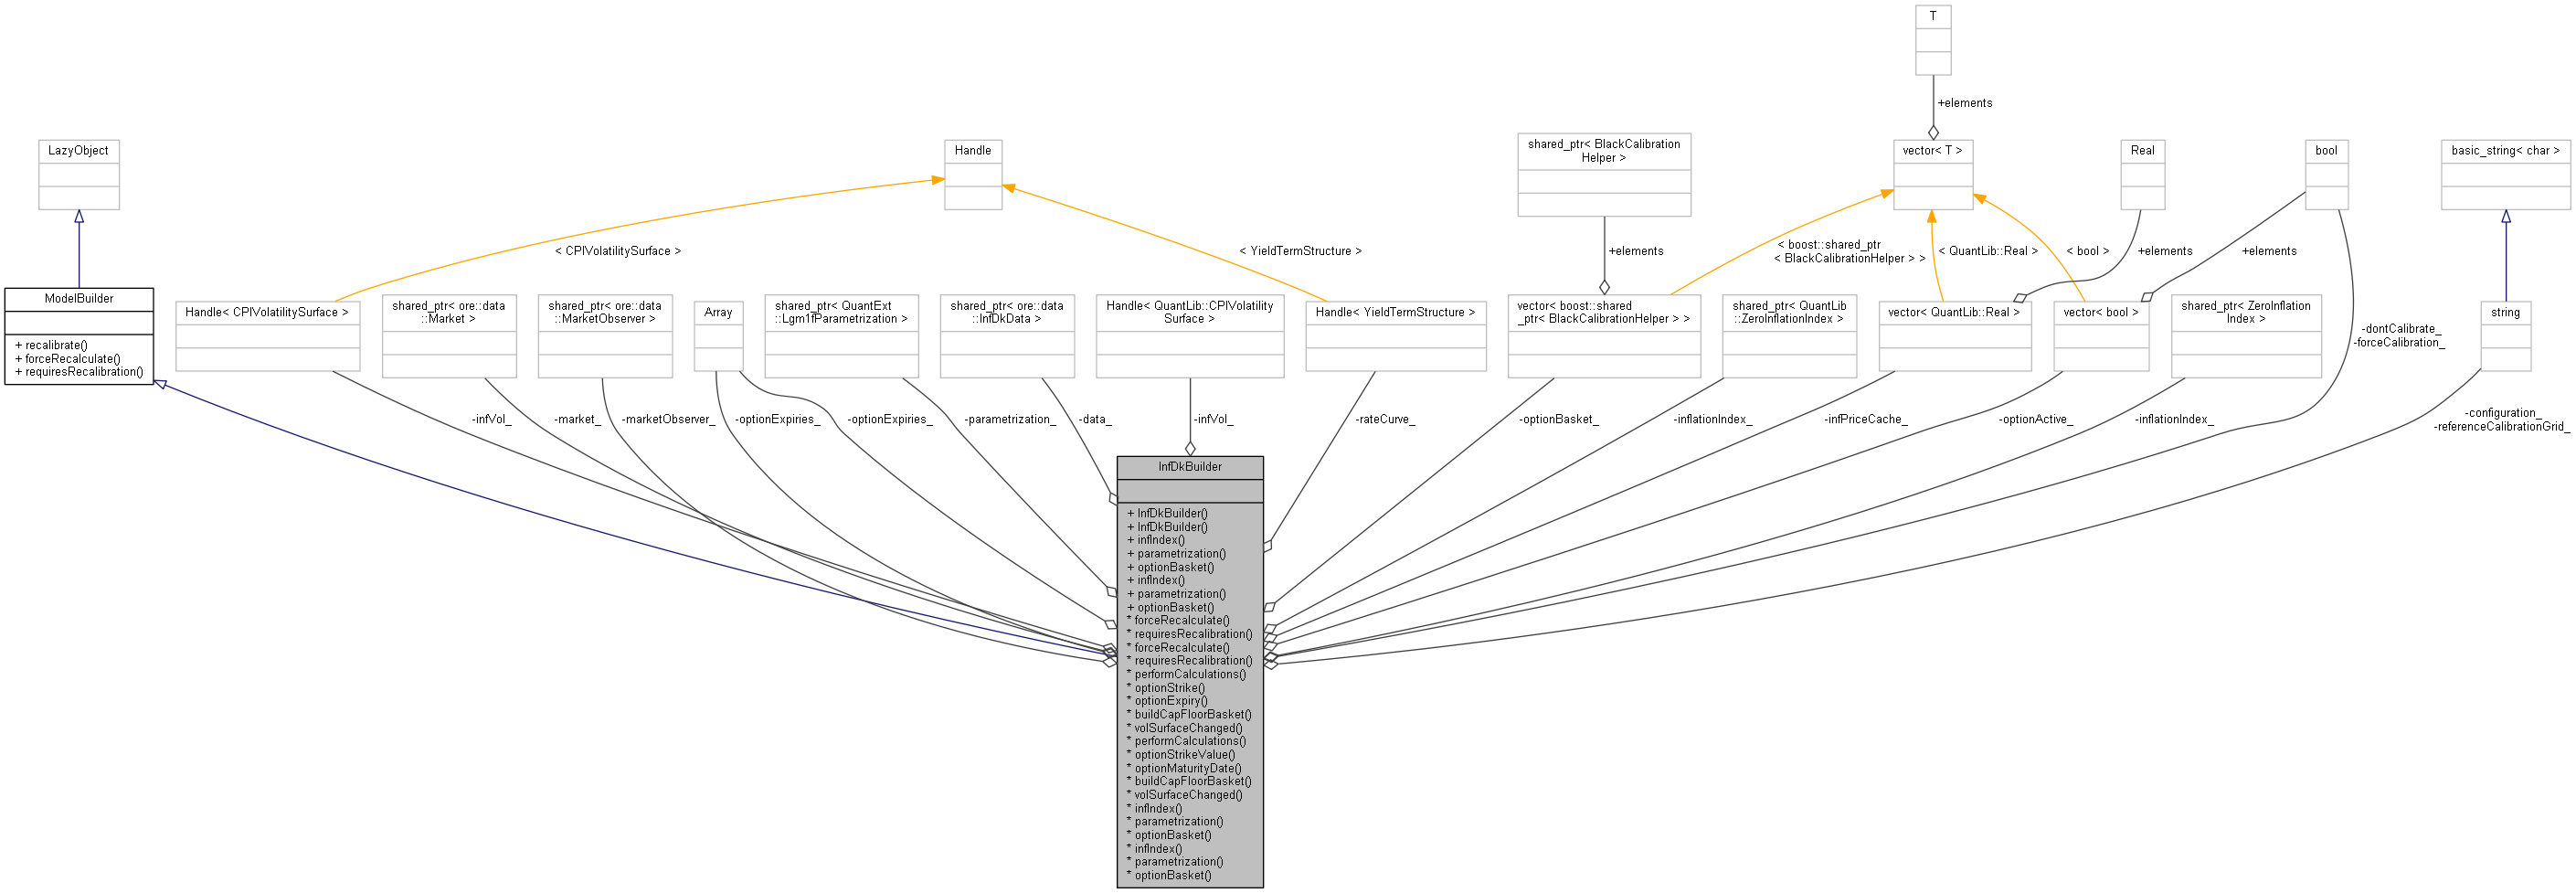 T
+elements
LazyObject
Handle
shared_ptr< BlackCalibration
Helper >
vector< T >
Real
bool
basic_string< char >
< CPIVolatilitySurface >
< YieldTermStructure >
+elements
< boost::shared_ptr
< BlackCalibrationHelper > >
< QuantLib::Real >
< bool >
+elements
+elements
ModelBuilder
+ recalibrate()
+ forceRecalculate()
+ requiresRecalibration()
Handle< CPIVolatilitySurface >
shared_ptr< ore::data
::Market >
shared_ptr< ore::data
::MarketObserver >
Array
shared_ptr< QuantExt
::Lgm1fParametrization >
shared_ptr< ore::data
::InfDkData >
Handle< QuantLib::CPIVolatility
Surface >
Handle< YieldTermStructure >
vector< boost::shared
_ptr< BlackCalibrationHelper > >
shared_ptr< QuantLib
::ZeroInflationIndex >
vector< QuantLib::Real >
vector< bool >
shared_ptr< ZeroInflation
Index >
-dontCalibrate_
-forceCalibration_
string
-infVol_
-market_
-marketObserver_
-optionExpiries_
-optionExpiries_
-parametrization_
-data_
-infVol_
-rateCurve_
-optionBasket_
-inflationIndex_
-infPriceCache_
-optionActive_
-inflationIndex_
-configuration_
-referenceCalibrationGrid_
InfDkBuilder
+ InfDkBuilder()
+ InfDkBuilder()
+ infIndex()
+ parametrization()
+ optionBasket()
+ infIndex()
+ parametrization()
+ optionBasket()
* forceRecalculate()
* requiresRecalibration()
* forceRecalculate()
* requiresRecalibration()
* performCalculations()
* optionStrike()
* optionExpiry()
* buildCapFloorBasket()
* volSurfaceChanged()
* performCalculations()
* optionStrikeValue()
* optionMaturityDate()
* buildCapFloorBasket()
* volSurfaceChanged()
* infIndex()
* parametrization()
* optionBasket()
* infIndex()
* parametrization()
* optionBasket()